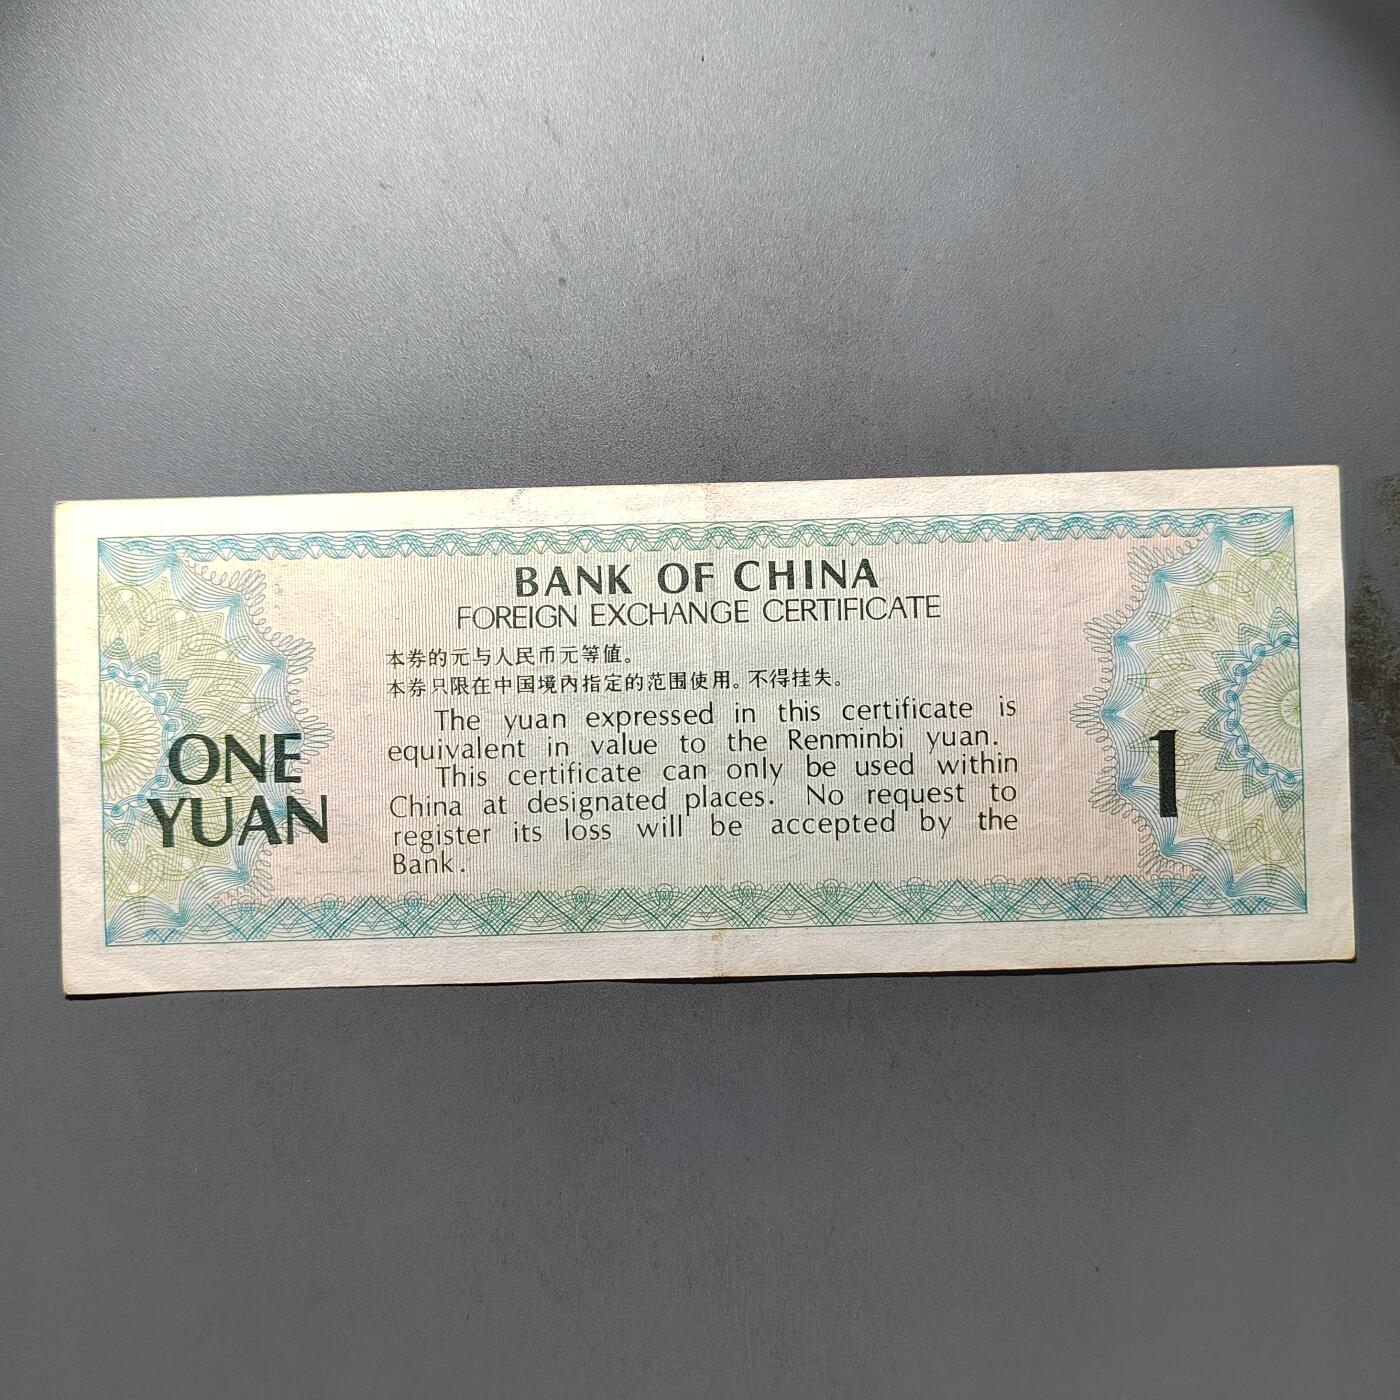 BANK OF CHINA
FOREIGN EXCHANGE CERTIFICATE
本券的元与人民币元等值。
本券只限在中国境内指定的范围使用。不得挂失。
The yuan expressed in this certificate is
equivalent in value to the Renminbi yuan.
This certificate can only be used within
China at designated places. No request to
register its loss will be accepted by the
Bank.
ONE
YUAN
1